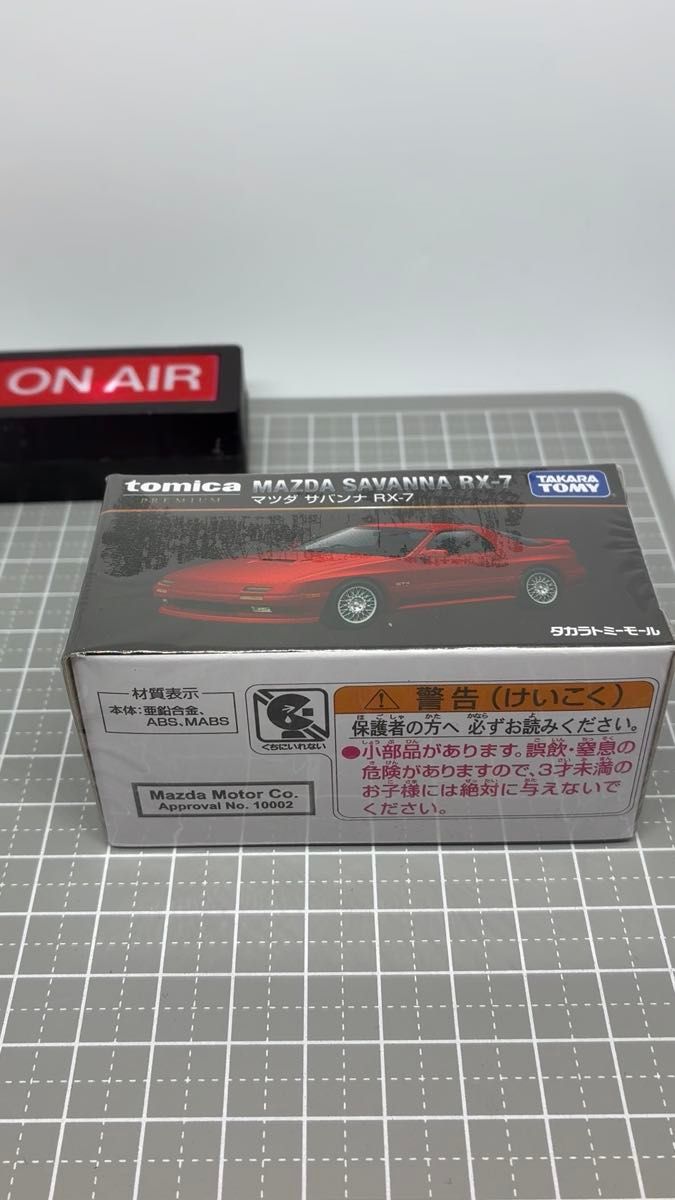 ON AIR
tomica MAZDA SAVANNA RX-7 TAKARA TOMY
PREMIUM マツダ サバンナ RX-7
タカラトミーモール
材質表示
本体:亜鉛合金、
ABS、MABS
くちにいれない
Mazda Motor Co.
Approval No. 10002
警告(けいこく)
保護者の方へ 必ずお読みください。
●小部品があります。誤飲・窒息の
危険がありますので、3才未満の
お子様には絶対に与えないで
ください。